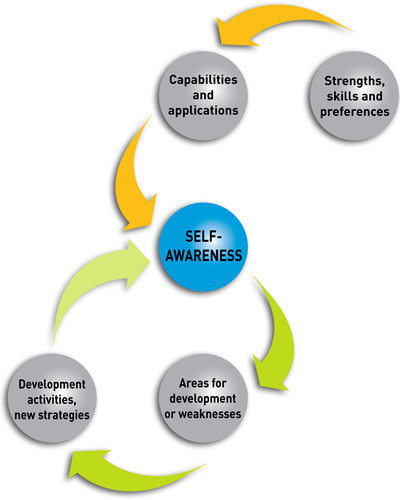 Capabilities
and
applications
Strengths,
skills and
preferences
SELF-
AWARENESS
Development
activities,
new strategies
Areas for
development
or weaknesses